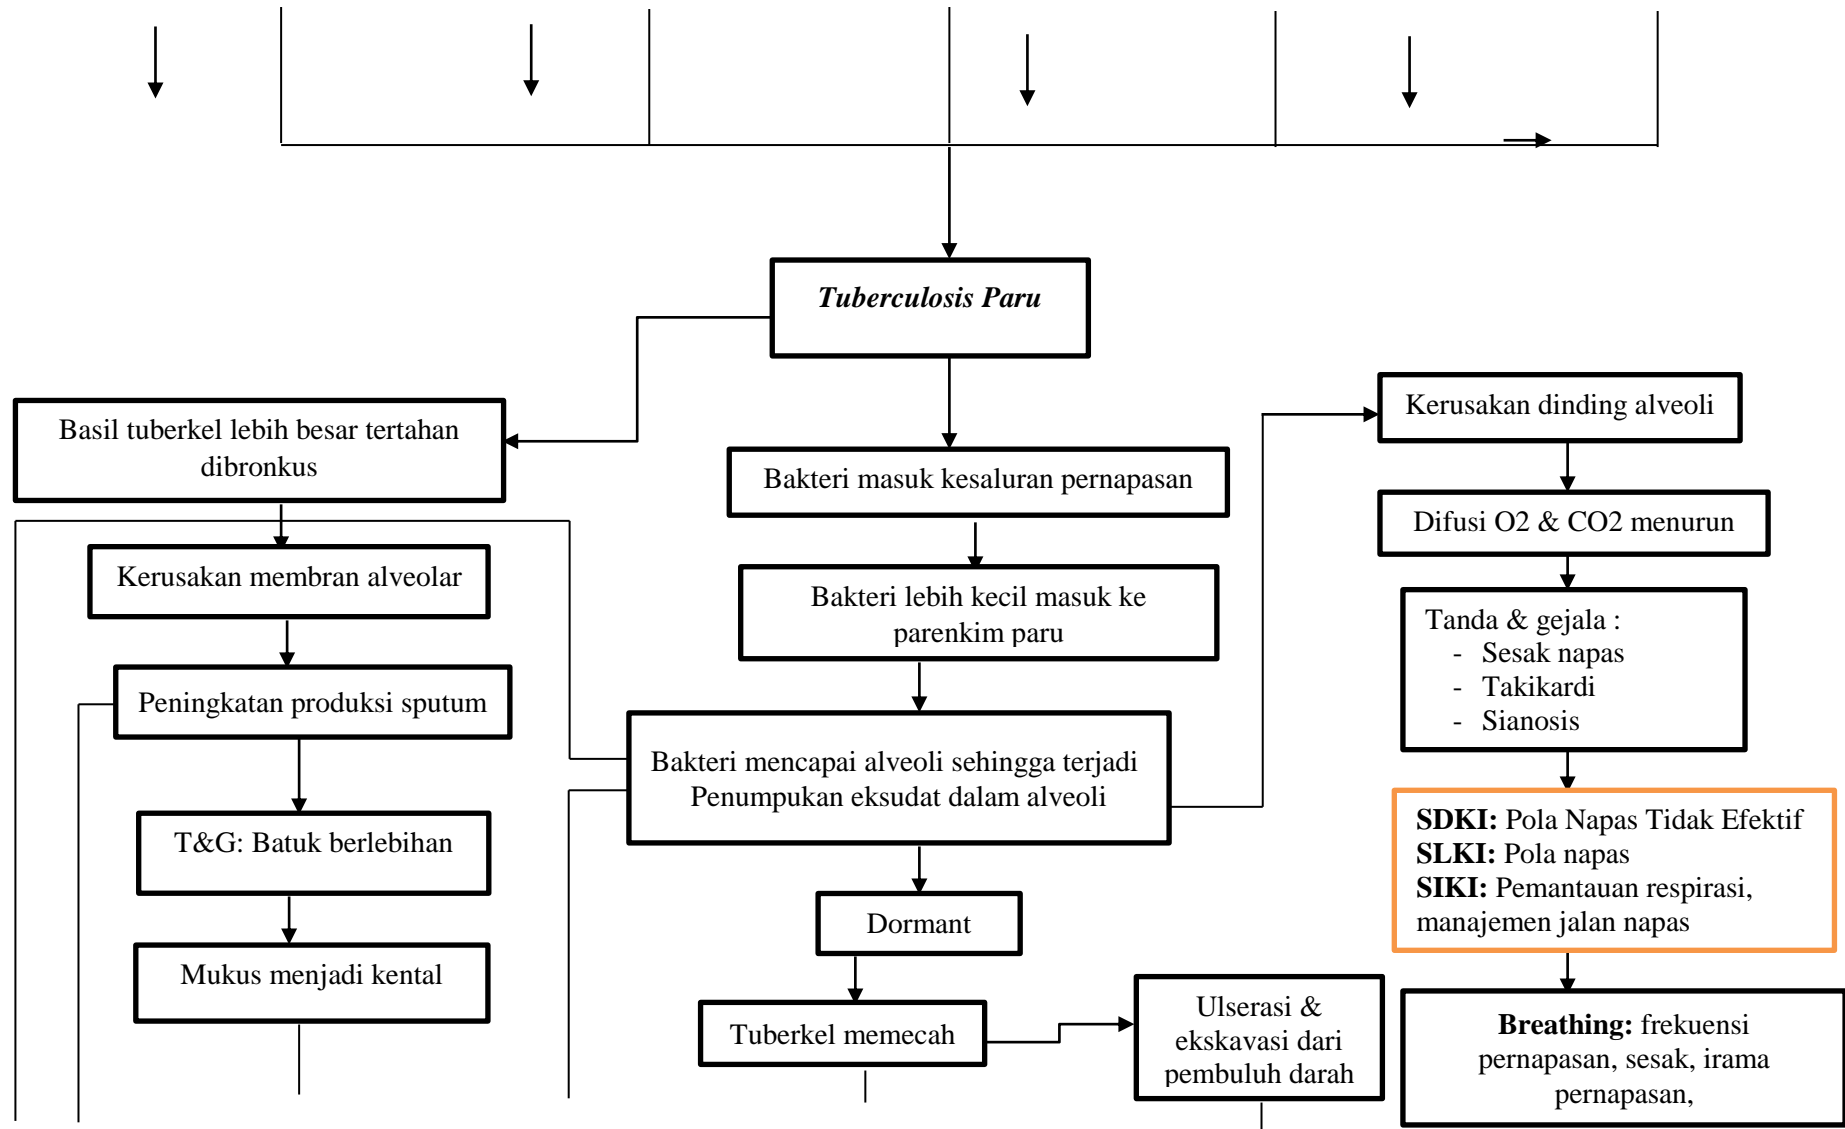 Tuberculosis Paru
Basil tuberkel lebih besar tertahan
dibronkus
Kerusakan membran alveolar
Peningkatan produksi sputum
T&G: Batuk berlebihan
Mukus menjadi kental
Bakteri masuk kesaluran pernapasan
Bakteri lebih kecil masuk ke
parenkim paru
Bakteri mencapai alveoli sehingga terjadi
Penumpukan eksudat dalam alveoli
Dormant
Tuberkel memecah
Ulserasi &
ekskavasi dari
pembuluh darah
Kerusakan dinding alveoli
Difusi O2 & CO2 menurun
Tanda & gejala :
- Sesak napas
- Takikardi
- Sianosis
SDKI: Pola Napas Tidak Efektif
SLKI: Pola napas
SIKI: Pemantauan respirasi,
manajemen jalan napas
Breathing: frekuensi
pernapasan, sesak, irama
pernapasan,